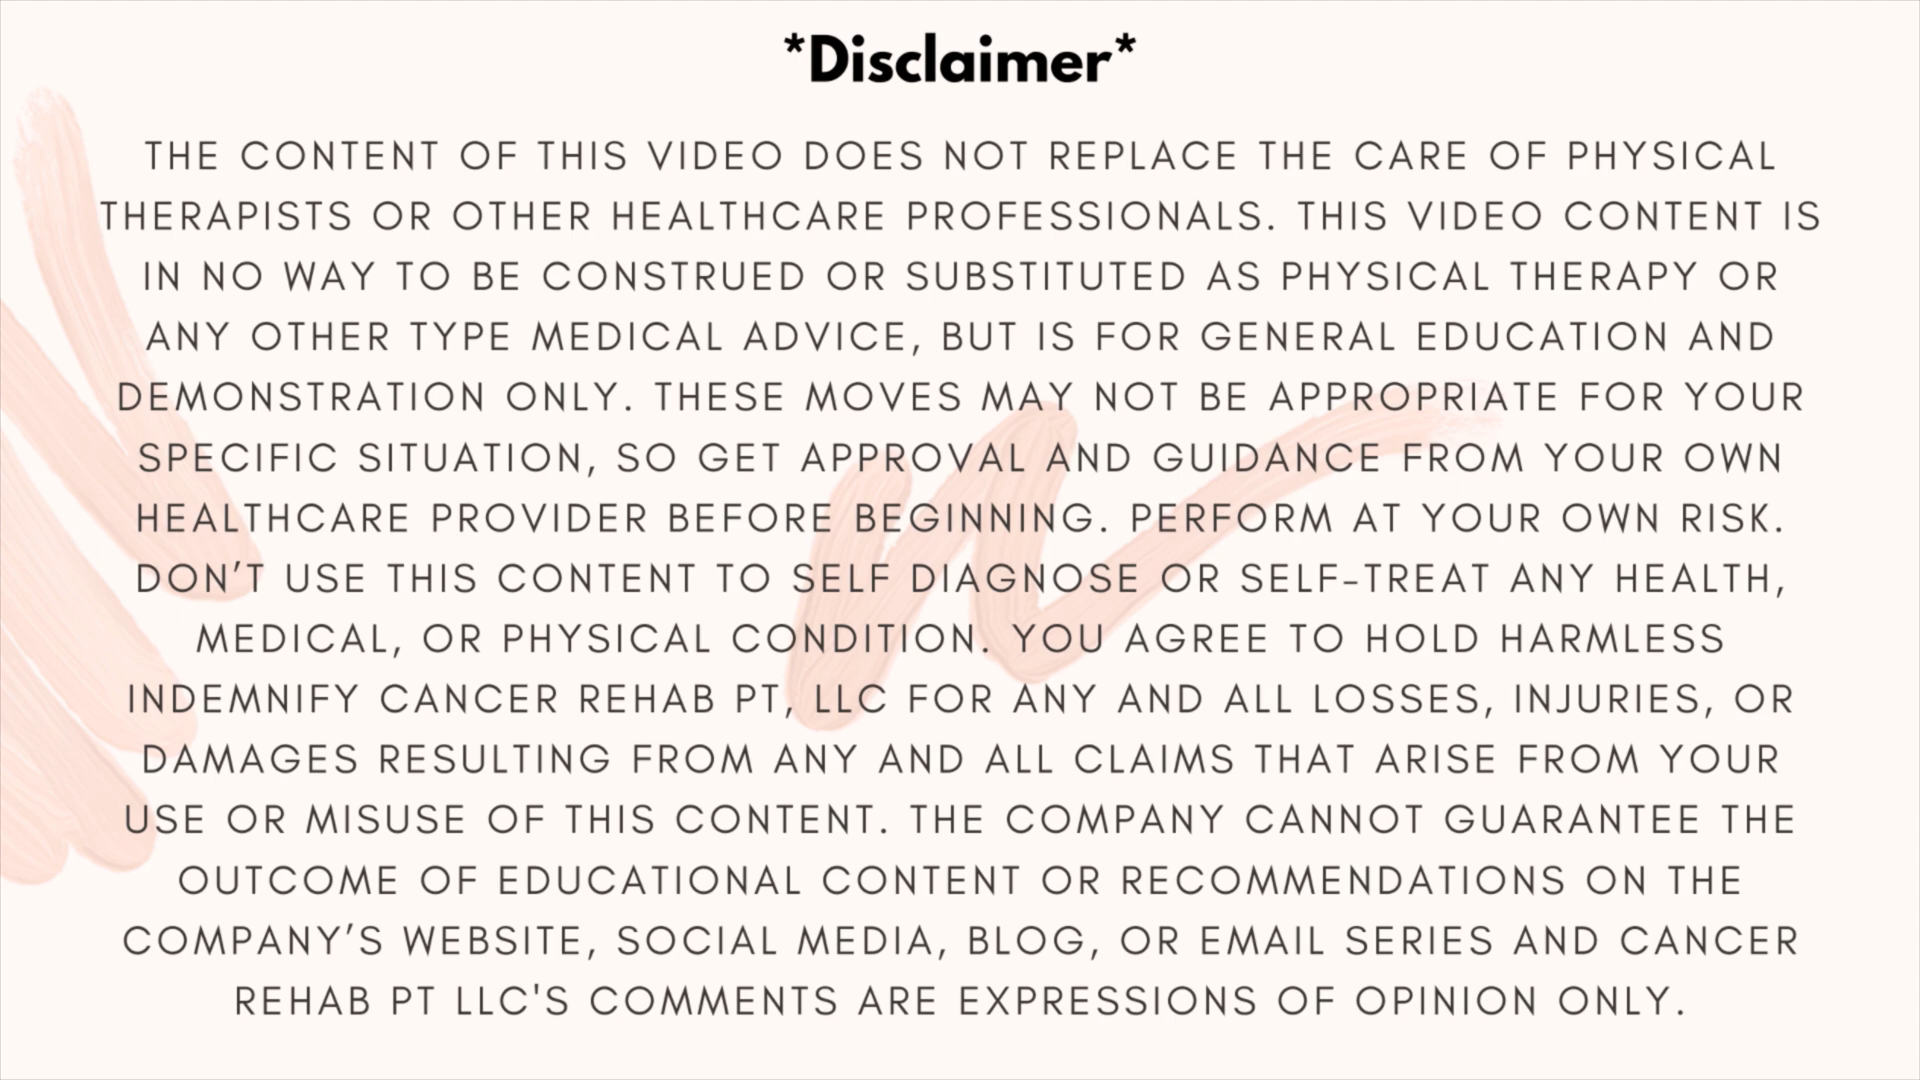 *Disclaimer*
THE CONTENT OF THIS VIDEO DOES NOT REPLACE THE CARE OF PHYSICAL
THERAPISTS OR OTHER HEALTHCARE PROFESSIONALS. THIS VIDEO CONTENT IS
IN NO WAY TO BE CONSTRUED OR SUBSTITUTED AS PHYSICAL THERAPY OR
ANY OTHER TYPE MEDICAL ADVICE, BUT IS FOR GENERAL EDUCATION AND
DEMONSTRATION ONLY. THESE MOVES MAY NOT BE APPROPRIATE FOR YOUR
SPECIFIC SITUATION, SO GET APPROVAL AND GUIDANCE FROM YOUR OWN
HEALTHCARE PROVIDER BEFORE BEGINNING. PERFORM AT YOUR OWN RISK.
DON’T USE THIS CONTENT TO SELF DIAGNOSE OR SELF-TREAT ANY HEALTH,
MEDICAL, OR PHYSICAL CONDITION. YOU AGREE TO HOLD HARMLESS
INDEMNIFY CANCER REHAB PT, LLC FOR ANY AND ALL LOSSES, INJURIES, OR
DAMAGES RESULTING FROM ANY AND ALL CLAIMS THAT ARISE FROM YOUR
USE OR MISUSE OF THIS CONTENT. THE COMPANY CANNOT GUARANTEE THE
OUTCOME OF EDUCATIONAL CONTENT OR RECOMMENDATIONS ON THE
COMPANY’S WEBSITE, SOCIAL MEDIA, BLOG, OR EMAIL SERIES AND CANCER
REHAB PT LLC'S COMMENTS ARE EXPRESSIONS OF OPINION ONLY.